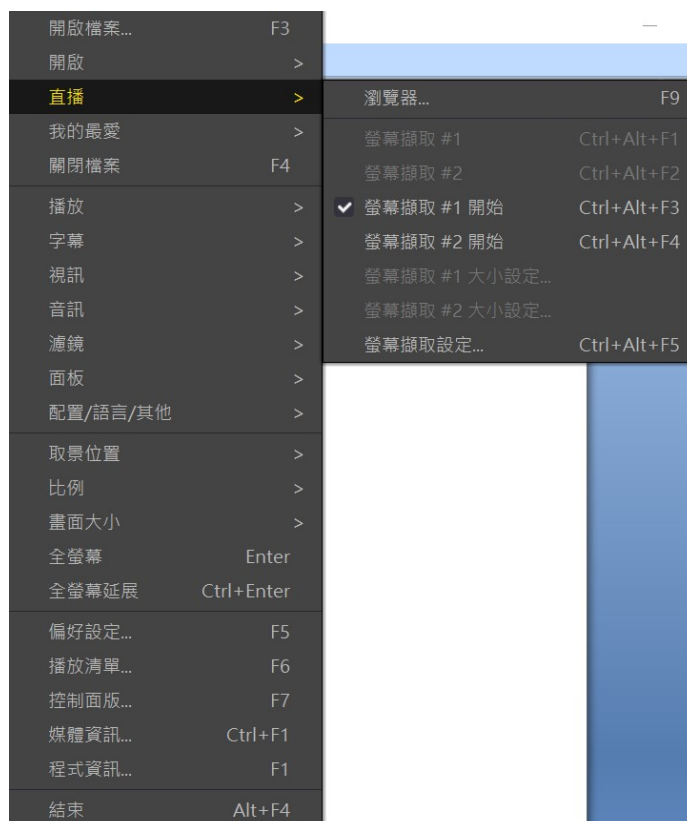 開啟檔案... F3
開啟 >
直播 >
我的最愛 >
關閉檔案 F4
播放 >
字幕 >
視訊 >
音訊 >
濾鏡 >
面板 >
配置/語言/其他 >
取景位置 >
比例 >
畫面大小 >
全螢幕 Enter
全螢幕延展 Ctrl+Enter
偏好設定... F5
播放清單... F6
控制面版... F7
媒體資訊... Ctrl+F1
程式資訊... F1
結束 Alt+F4
瀏覽器... F9
螢幕擷取 #1 Ctrl+Alt+F1
螢幕擷取 #2 Ctrl+Alt+F2
螢幕擷取 #1 開始 Ctrl+Alt+F3
螢幕擷取 #2 開始 Ctrl+Alt+F4
螢幕擷取 #1 大小設定...
螢幕擷取 #2 大小設定...
螢幕擷取設定... Ctrl+Alt+F5